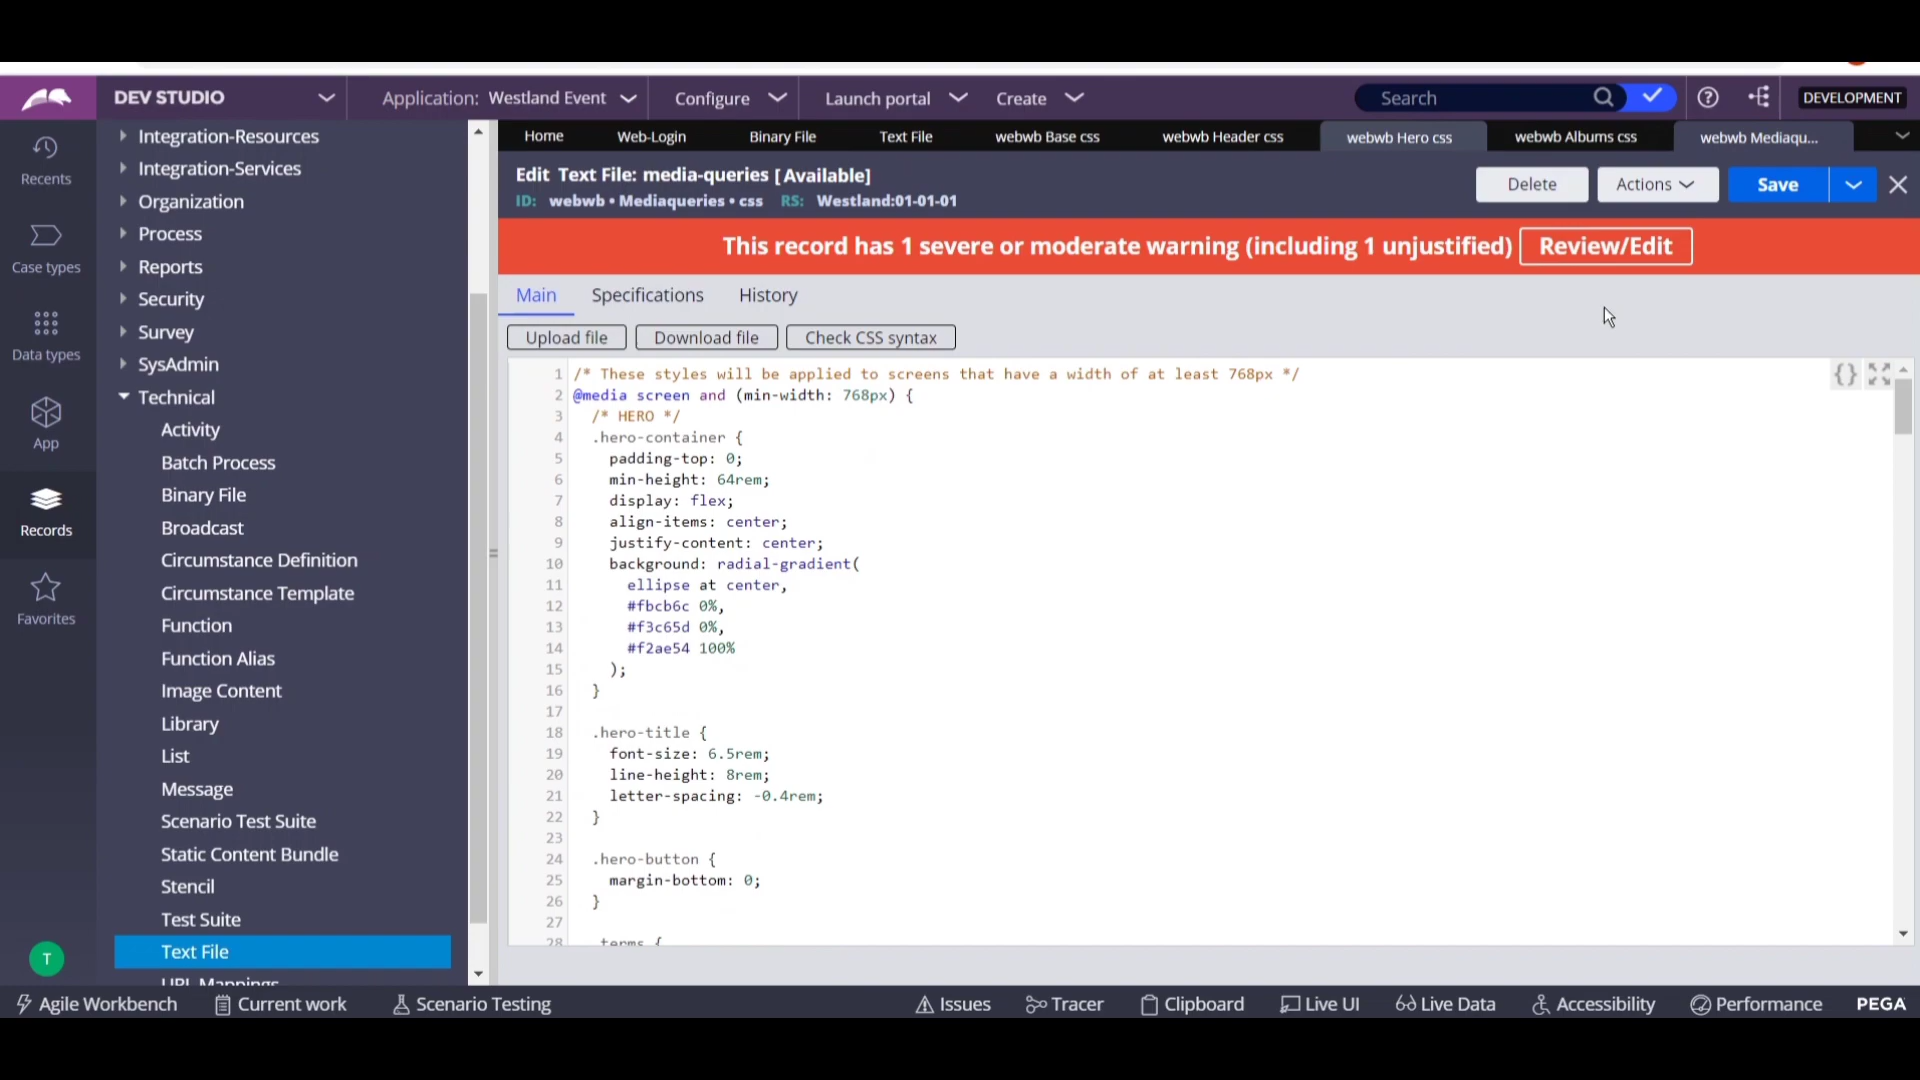 DEV STUDIO
Application: Westland Event
Configure
Launch portal
Create
Search
DEVELOPMENT
Recents
Case types
Data types
App
Records
Favorites
T
Integration-Resources
Integration-Services
Organization
Process
Reports
Security
Survey
SysAdmin
Technical
Activity
Batch Process
Binary File
Broadcast
Circumstance Definition
Circumstance Template
Function
Function Alias
Image Content
Library
List
Message
Scenario Test Suite
Static Content Bundle
Stencil
Test Suite
Text File
URL Mappings
Home
Web-Login
Binary File
Text File
webwb Base css
webwb Header css
webwb Hero css
webwb Albums css
webwb Mediaqu...
Edit Text File: media-queries [ Available]
ID: webwb • Mediaqueries • css RS: Westland:01-01-01
Delete
Actions
Save
This record has 1 severe or moderate warning (including 1 unjustified)
Review/Edit
Main
Specifications
History
Upload file
Download file
Check CSS syntax
1 /* These styles will be applied to screens that have a width of at least 768px */
2 @media screen and (min-width: 768px) {
3 /* HERO */
4 .hero-container {
5 padding-top: 0;
6 min-height: 64rem;
7 display: flex;
8 align-items: center;
9 justify-content: center;
10 background: radial-gradient(
11 ellipse at center,
12 #fbcb6c 0%,
13 #f3c65d 0%,
14 #f2ae54 100%
15 );
16 }
17
18 .hero-title {
19 font-size: 6.5rem;
20 line-height: 8rem;
21 letter-spacing: -0.4rem;
22 }
23
24 .hero-button {
25 margin-bottom: 0;
26 }
27
28 .terms {
Agile Workbench
Current work
Scenario Testing
Issues
Tracer
Clipboard
Live UI
Live Data
Accessibility
Performance
PEGA